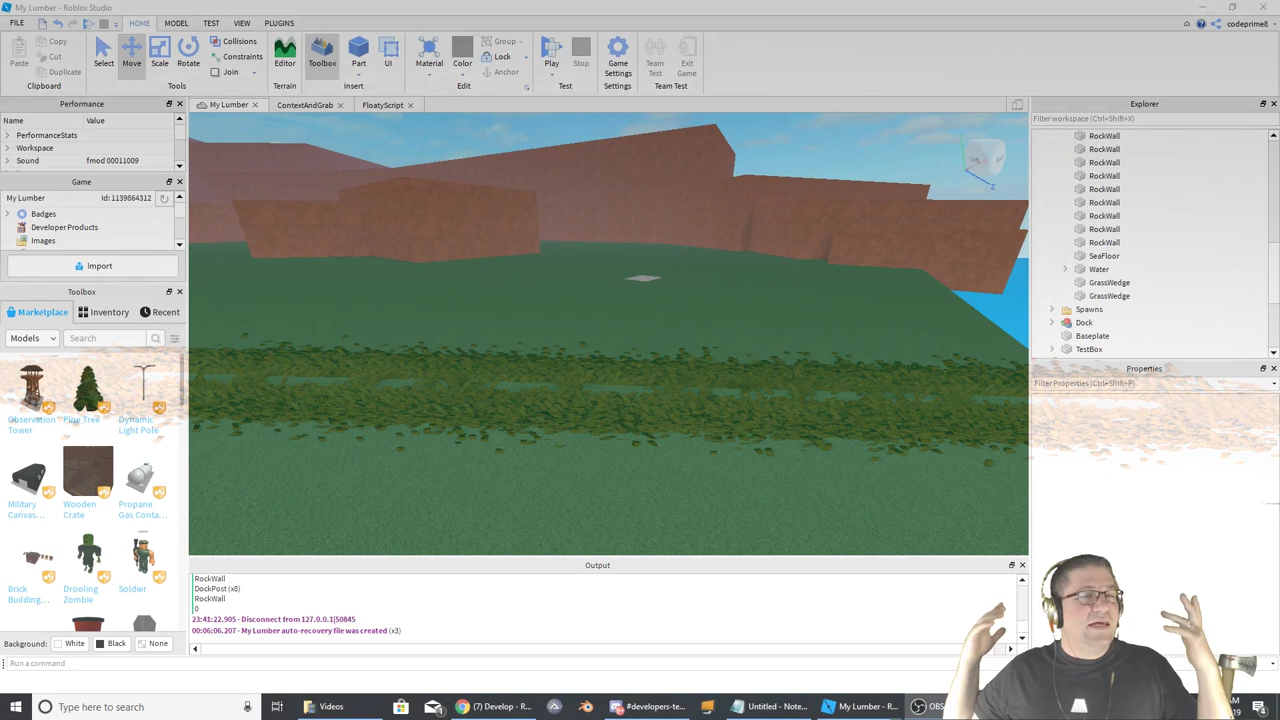 My Lumber - Roblox Studio
FILE HOME MODEL TEST VIEW PLUGINS codeprime8
Paste Copy Cut Duplicate Select Move Scale Rotate Collisions Constraints Join Editor Toolbox Part UI Material Color Group Lock Anchor Play Stop Game Settings Team Test Exit Game
Clipboard Tools Terrain Insert Edit Test Settings Team Test
Performance
Name Value
PerformanceStats
Workspace
Sound fmod 00011009
Game
My Lumber Id: 1139864312
Badges
Developer Products
Images
Import
Toolbox
Marketplace Inventory Recent
Models Search
Observation Tower Pine Tree Dynamic Light Pole
Military Canvas... Wooden Crate Propane Gas Conta...
Brick Building... Drooling Zombie Soldier
Background: White Black None
Run a command
My Lumber ContextAndGrab FloatyScript
Left
Z
Output
RockWall
DockPost (x8)
RockWall
0
23:41:22.905 - Disconnect from 127.0.0.1|50845
00:06:06.207 - My Lumber auto-recovery file was created (x3)
Explorer
Filter workspace (Ctrl+Shift+X)
RockWall
RockWall
RockWall
RockWall
RockWall
RockWall
RockWall
RockWall
RockWall
SeaFloor
Water
GrassWedge
GrassWedge
Spawns
Dock
Baseplate
TestBox
Properties
Filter Properties (Ctrl+Shift+P)
Type here to search Videos (3) Develop - R... #developers-te... Untitled - Note... My Lumber - R... OBS